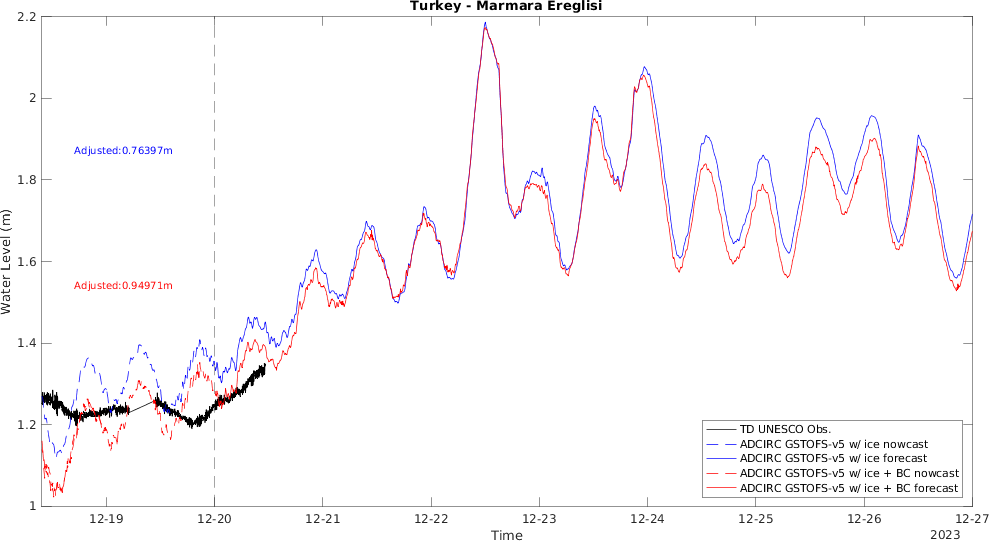 Turkey - Marmara Ereglisi
2.2
2
1.8
1.6
1.4
1.2
1
Water Level (m)
Adjusted:0.76397m
Adjusted:0.94971m
TD UNESCO Obs.
ADCIRC GSTOFS-v5 w/ ice nowcast
ADCIRC GSTOFS-v5 w/ ice forecast
ADCIRC GSTOFS-v5 w/ ice + BC nowcast
ADCIRC GSTOFS-v5 w/ ice + BC forecast
12-19 12-20 12-21 12-22 12-23 12-24 12-25 12-26 12-27
Time
2023